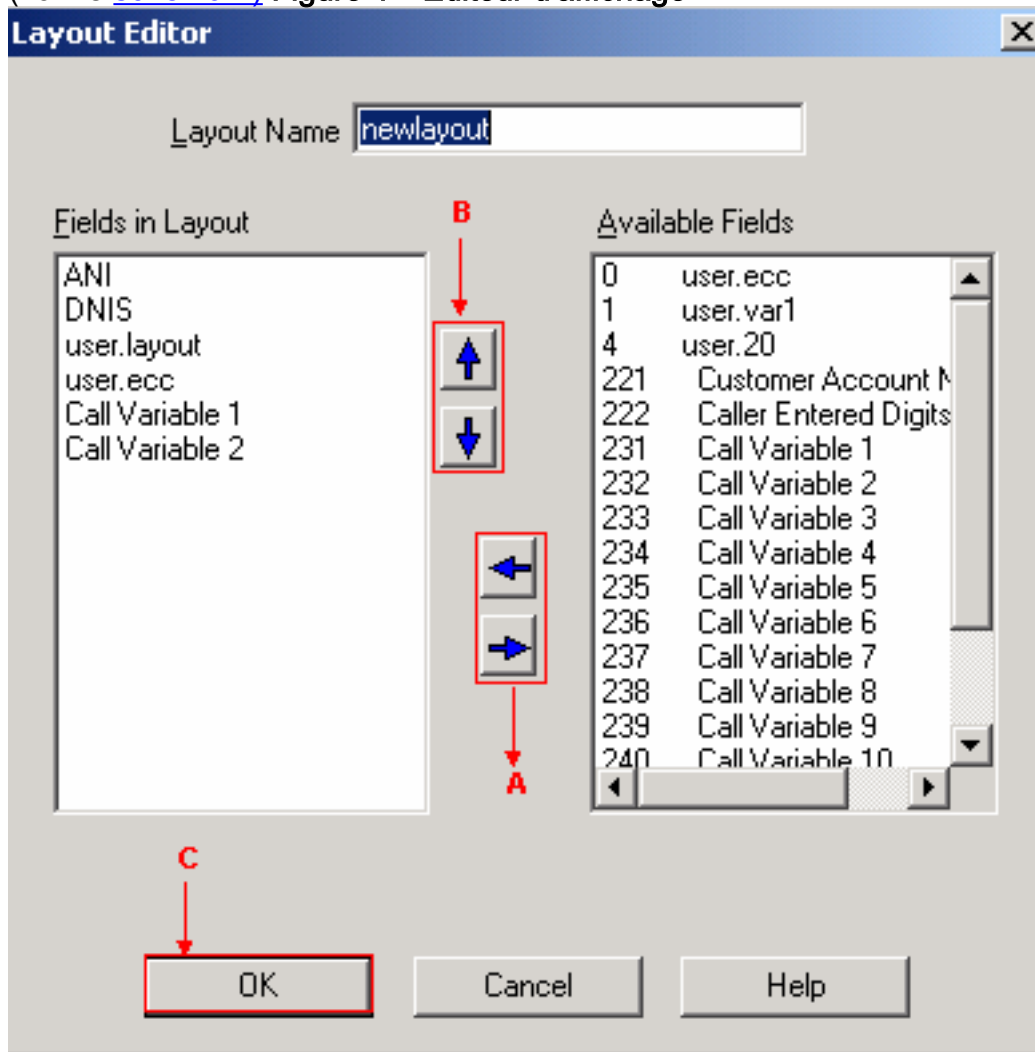 Layout Editor
Layout Name newlayout
B
Fields in Layout
Available Fields
ANI
DNIS
user.layout
user.ecc
Call Variable 1
Call Variable 2
0 user.ecc
1 user.var1
4 user.20
221 Customer Account
222 Caller Entered Digits
231 Call Variable 1
232 Call Variable 2
233 Call Variable 3
234 Call Variable 4
235 Call Variable 5
236 Call Variable 6
237 Call Variable 7
238 Call Variable 8
239 Call Variable 9
240 Call Variable 10
A
C
OK
Cancel
Help